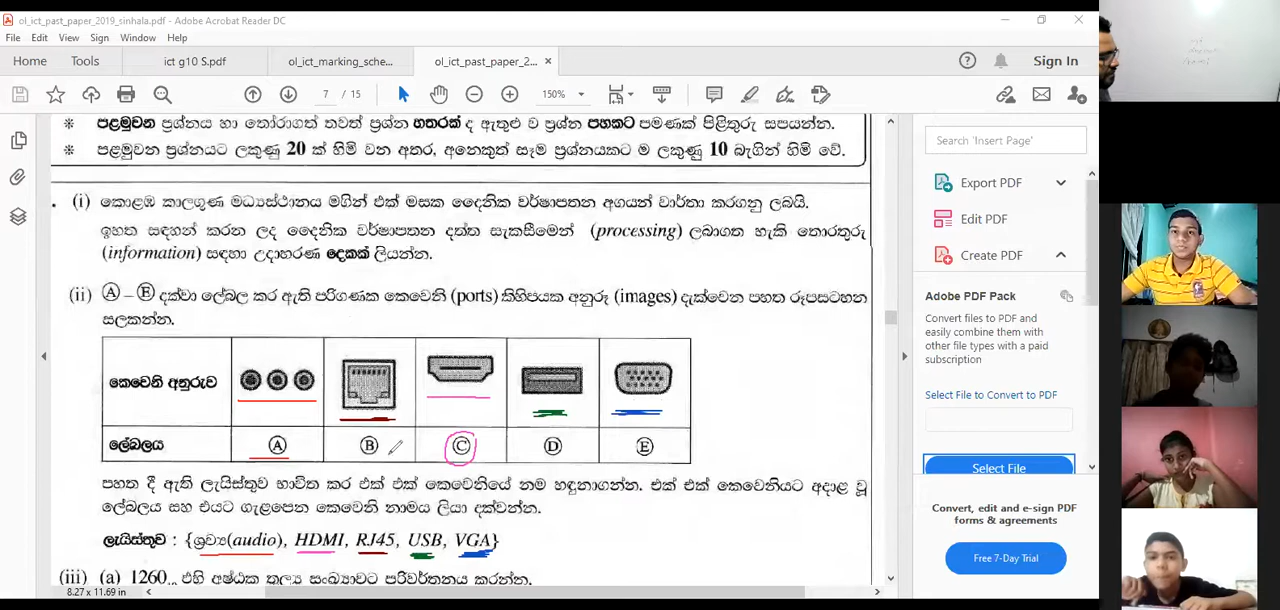 ol_ict_past_paper_2019_sinhala.pdf - Adobe Acrobat Reader DC
File Edit View Sign Window Help
Home Tools ict g10 S.pdf ol_ict_marking_sche... ol_ict_past_paper_2... × Sign In
7 / 15 150%
* පළමුවන ප්‍රශ්නය හා තෝරාගත් තවත් ප්‍රශ්න හතරක් ද ඇතුළු ව ප්‍රශ්න පහකට පමණක් පිළිතුරු සපයන්න.
* පළමුවන ප්‍රශ්නයට ලකුණු 20 ක් හිමි වන අතර, අනෙකුත් සෑම ප්‍රශ්නයකට ම ලකුණු 10 බැගින් හිමි වේ.
(i) කොළඹ කාලගුණ මධ්‍යස්ථානය මගින් එක් මසක දෛනික වර්ෂාපතන අගයන් වාර්තා කරගනු ලබයි.
ඉහත සඳහන් කරන ලද දෛනික වර්ෂාපතන දත්ත සැකසීමෙන් (processing) ලබාගත හැකි තොරතුරු
(information) සඳහා උදාහරණ දෙකක් ලියන්න.
(ii) Ⓐ – Ⓔ දක්වා ලේබල කර ඇති පරිගණක කෙවෙනි (ports) කිහිපයක අනුරූ (images) දැක්වෙන පහත රූපසටහන
සලකන්න.
කෙවෙනි අනුරුව
ලේබලය Ⓐ Ⓑ Ⓒ Ⓓ Ⓔ
පහත දී ඇති ලැයිස්තුව භාවිත කර එක් එක් කෙවෙනියේ නම හඳුනාගන්න. එක් එක් කෙවෙනියට අදාළ වූ
ලේබලය සහ එයට ගැළපෙන කෙවෙනි නාමය ලියා දක්වන්න.
ලැයිස්තුව : {ශ්‍රව්‍ය(audio), HDMI, RJ45, USB, VGA}
(iii) (a) 1260 එහි අෂ්ඨක තුල්‍ය සංඛ්‍යාවට පරිවර්තනය කරන්න.
8.27 x 11.69 in
Search 'Insert Page'
Export PDF
Edit PDF
Create PDF
Adobe PDF Pack
Convert files to PDF and
easily combine them with
other file types with a paid
subscription
Select File to Convert to PDF
Select File
Convert, edit and e-sign PDF
forms & agreements
Free 7-Day Trial